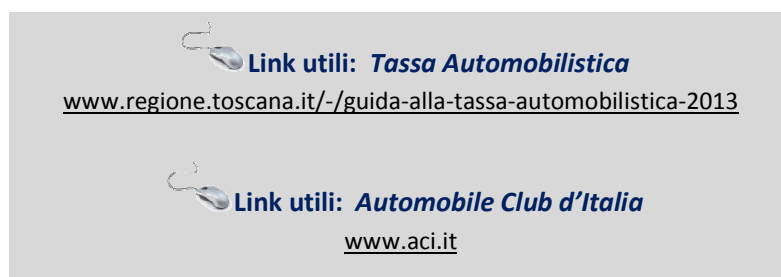 Link utili: Tassa Automobilistica
www.regione.toscana.it/-/guida-alla-tassa-automobilistica-2013
Link utili: Automobile Club d’Italia
www.aci.it